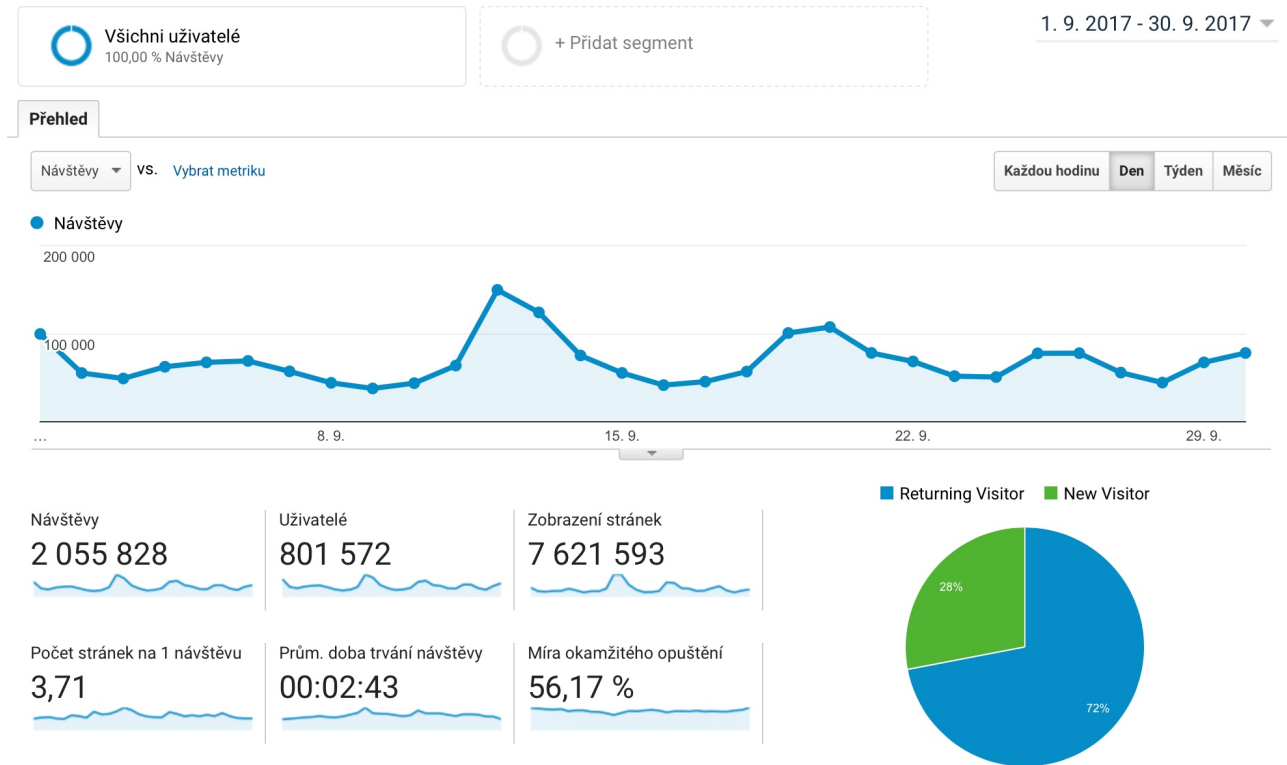 Všichni uživatelé
100,00 % Návštěvy
+ Přidat segment
1. 9. 2017 - 30. 9. 2017
Přehled
Návštěvy
VS.
Vybrat metriku
Každou hodinu
Den
Týden
Měsíc
Návštěvy
200 000
100 000
...
8. 9.
15. 9.
22. 9.
29. 9.
Returning Visitor
New Visitor
Návštěvy
2 055 828
Uživatelé
801 572
Zobrazení stránek
7 621 593
Počet stránek na 1 návštěvu
3,71
Prům. doba trvání návštěvy
00:02:43
Míra okamžitého opuštění
56,17 %
28%
72%